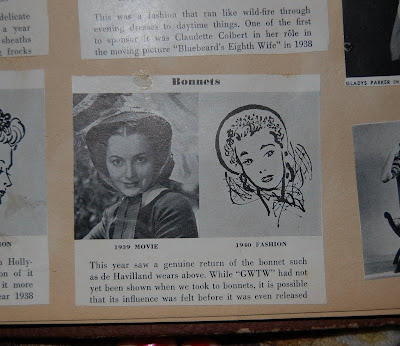 delicate
a year
sheaths
g frocks
This was a fashion that ran like wild-fire through
evening dresses to daytime things. One of the first
to sponsor it was Claudette Colbert in her rôle in
the moving picture "Bluebeard's Eighth Wife" in 1938
GLADYS PARKER
Bonnets
1939 MOVIE
1940 FASHION
This year saw a genuine return of the bonnet such
as de Havilland wears above. While "GWTW" had not
yet been shown when we took to bonnets, it is possible
that its influence was felt before it was even released
ION
n Holly-
on of it
it more
ear 1938